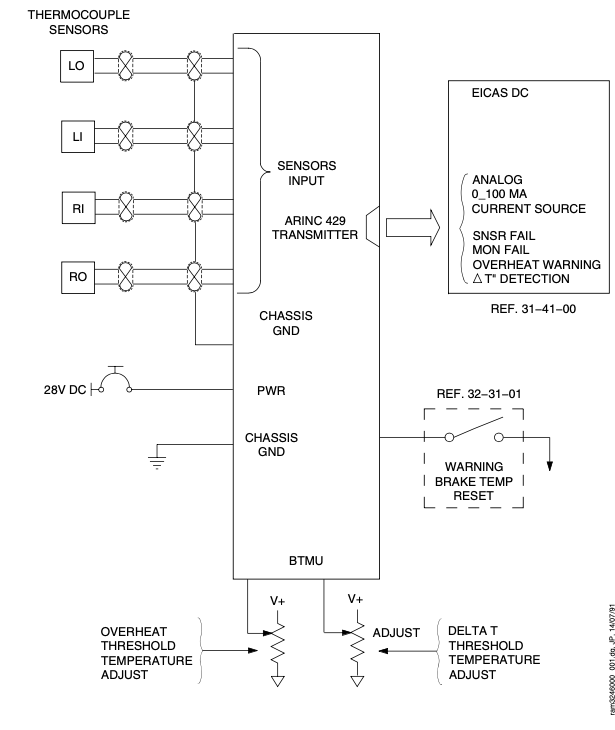 THERMOCOUPLE
SENSORS
LO
LI
RI
RO
SENSORS
INPUT
ARINC 429
TRANSMITTER
CHASSIS
GND
28V DC
PWR
CHASSIS
GND
BTMU
EICAS DC
ANALOG
0_100 MA
CURRENT SOURCE
SNSR FAIL
MON FAIL
OVERHEAT WARNING
Δ T" DETECTION
REF. 31-41-00
REF. 32-31-01
WARNING
BRAKE TEMP
RESET
V+
V+
OVERHEAT
THRESHOLD
TEMPERATURE
ADJUST
ADJUST
DELTA T
THRESHOLD
TEMPERATURE
ADJUST
ram3246000_001.dg, JP, 14/07/91